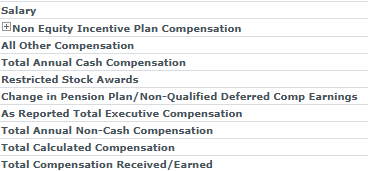 Salary
Non Equity Incentive Plan Compensation
All Other Compensation
Total Annual Cash Compensation
Restricted Stock Awards
Change in Pension Plan/Non-Qualified Deferred Comp Earnings
As Reported Total Executive Compensation
Total Annual Non-Cash Compensation
Total Calculated Compensation
Total Compensation Received/Earned